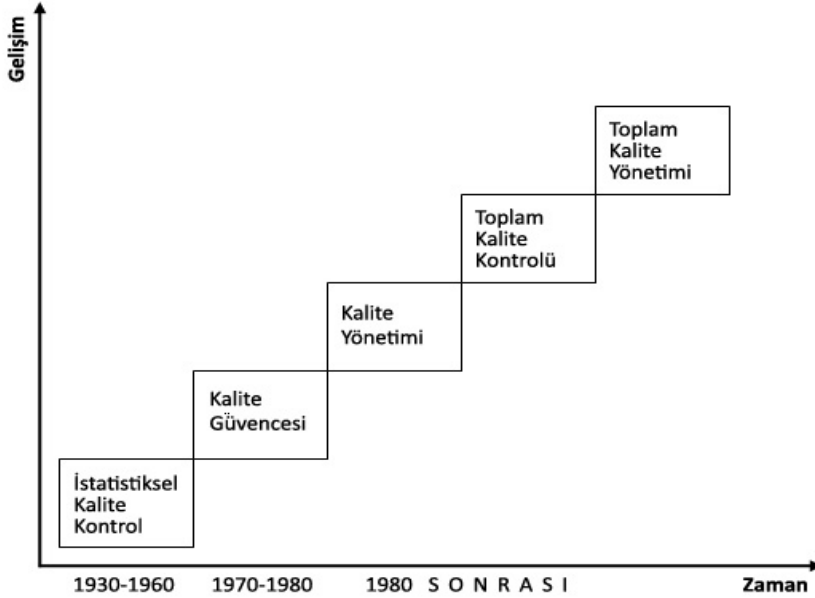 Gelişim
Toplam
Kalite
Yönetimi
Toplam
Kalite
Kontrolü
Kalite
Yönetimi
Kalite
Güvencesi
İstatistiksel
Kalite
Kontrol
1930-1960 1970-1980 1980 S O N R A S I Zaman